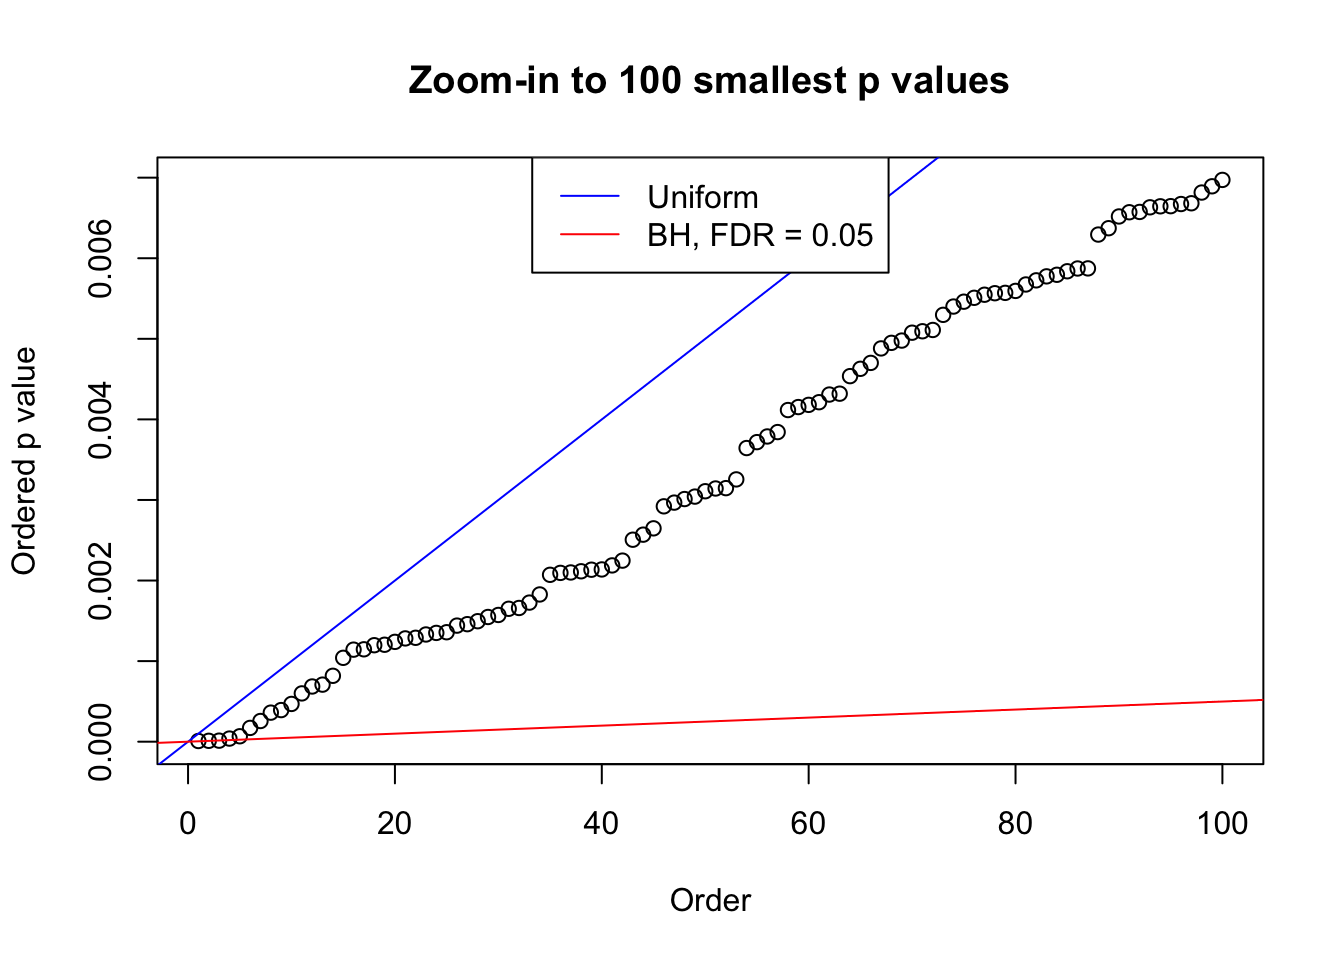 Zoom-in to 100 smallest p values
Uniform
BH, FDR = 0.05
Ordered p value
0.006
0.004
0.002
0.000
0 20 40 60 80 100
Order